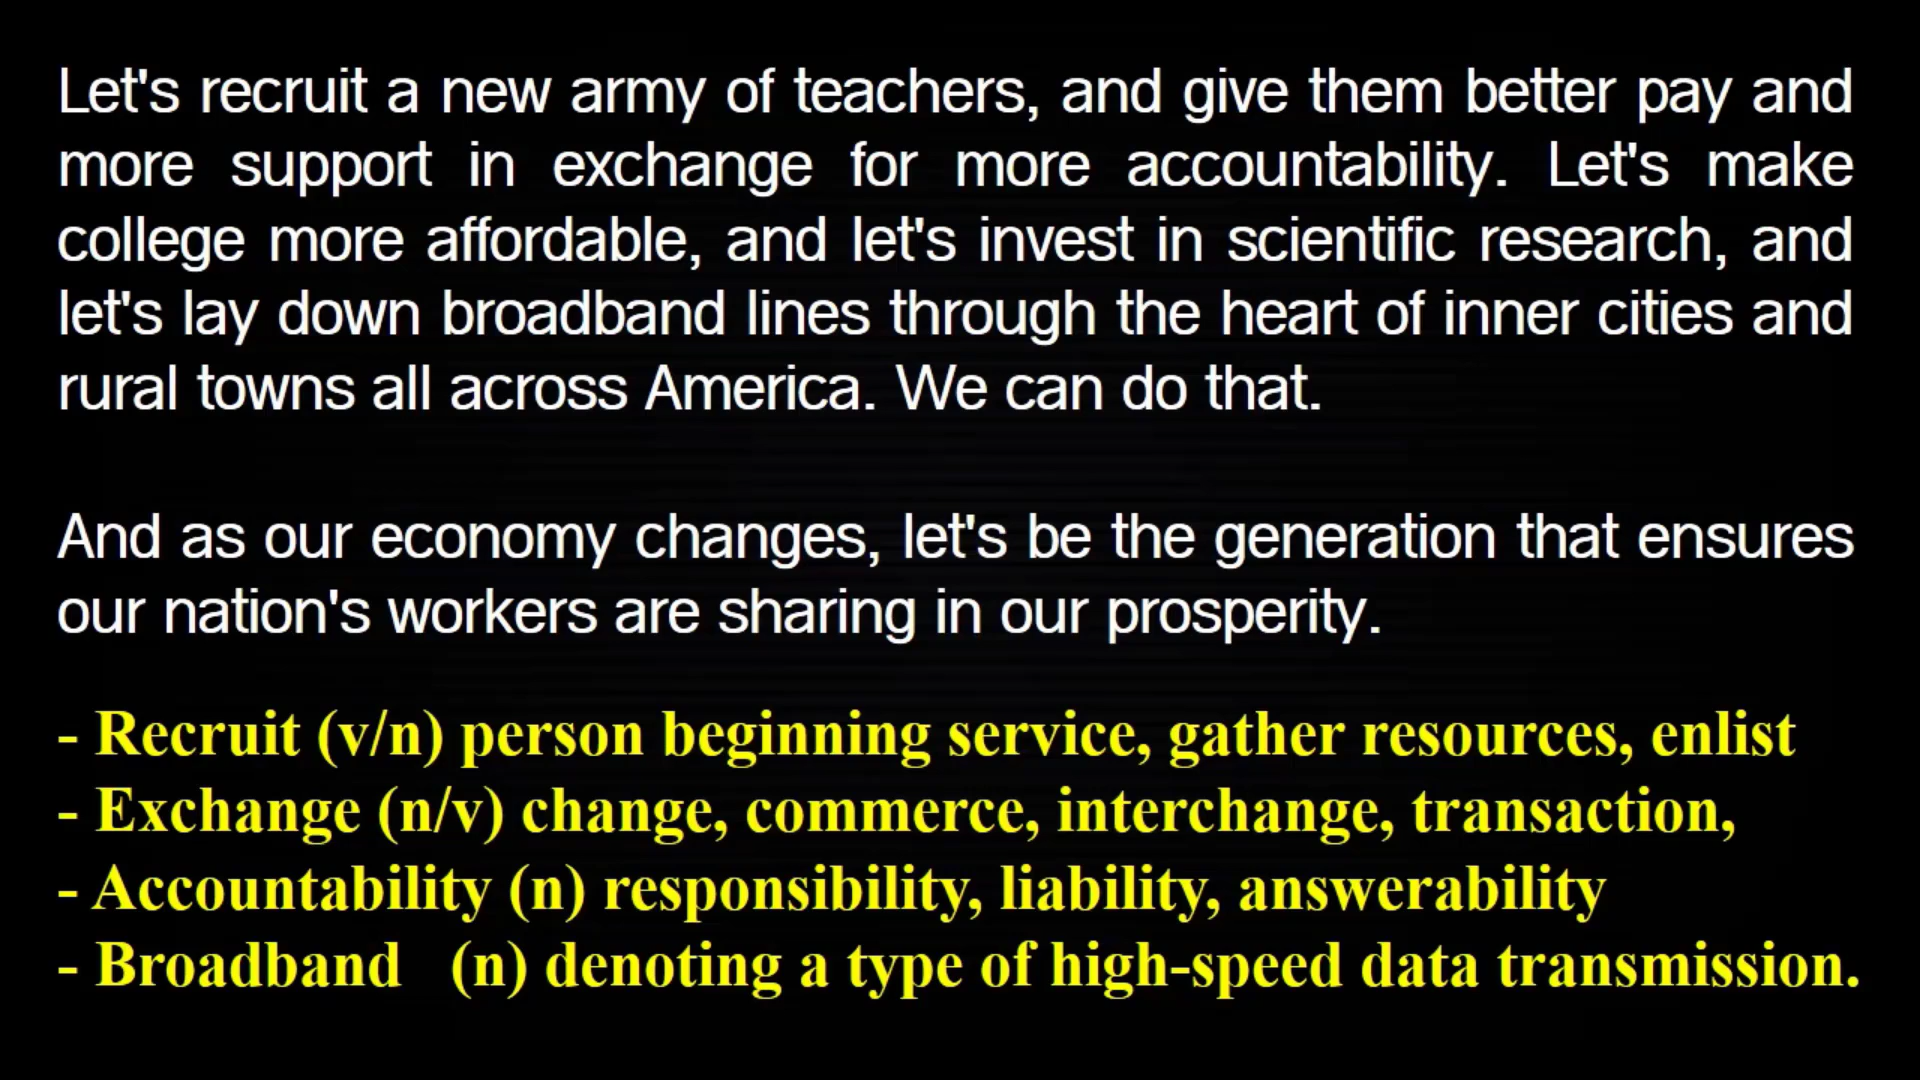 Let's recruit a new army of teachers, and give them better pay and
more support in exchange for more accountability. Let's make
college more affordable, and let's invest in scientific research, and
let's lay down broadband lines through the heart of inner cities and
rural towns all across America. We can do that.
And as our economy changes, let's be the generation that ensures
our nation's workers are sharing in our prosperity.
- Recruit (v/n) person beginning service, gather resources, enlist
- Exchange (n/v) change, commerce, interchange, transaction,
- Accountability (n) responsibility, liability, answerability
- Broadband (n) denoting a type of high-speed data transmission.